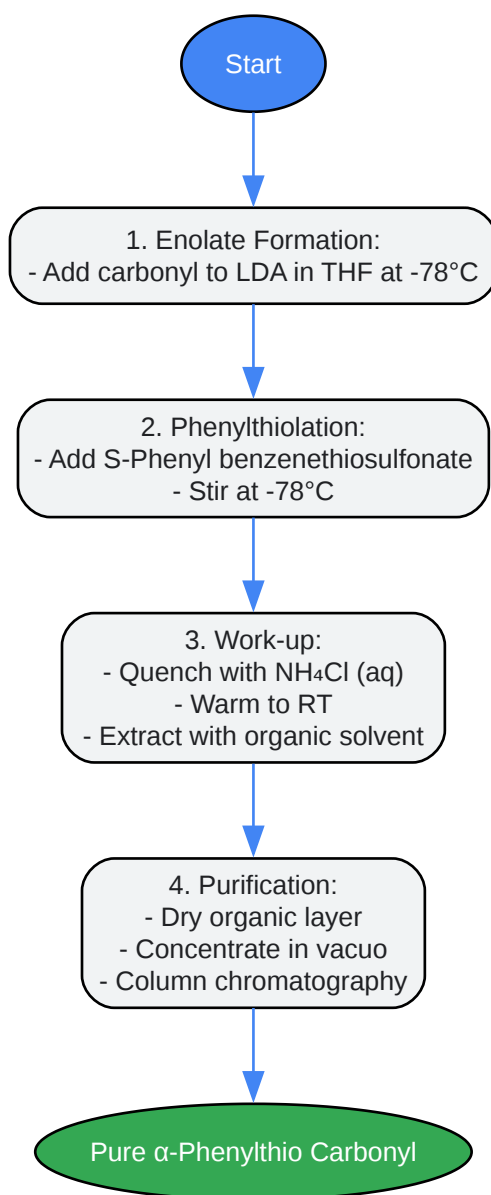 Start
1. Enolate Formation:
- Add carbonyl to LDA in THF at -78°C
2. Phenylthiolation:
- Add S-Phenyl benzenethiosulfonate
- Stir at -78°C
3. Work-up:
- Quench with NH₄Cl (aq)
- Warm to RT
- Extract with organic solvent
4. Purification:
- Dry organic layer
- Concentrate in vacuo
- Column chromatography
Pure α-Phenylthio Carbonyl